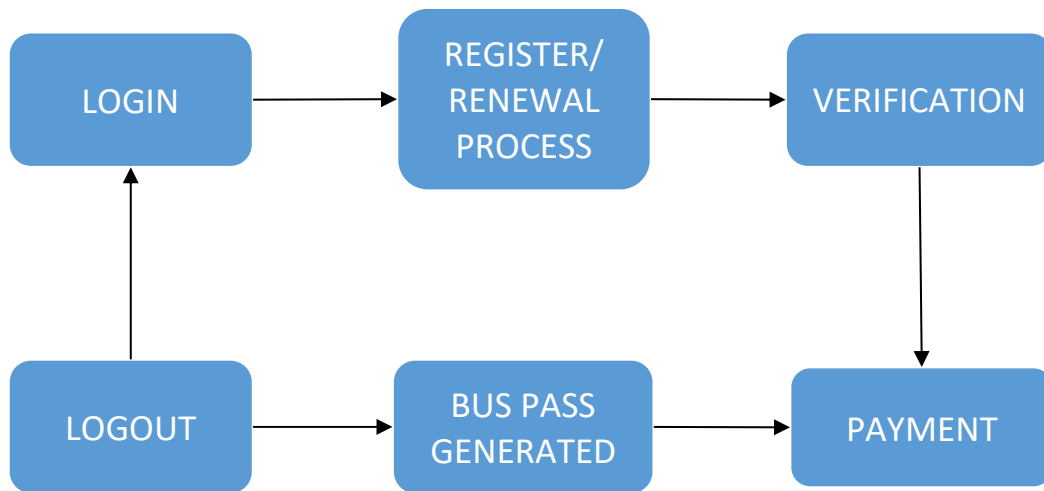 LOGIN
REGISTER/
RENEWAL
PROCESS
VERIFICATION
LOGOUT
BUS PASS
GENERATED
PAYMENT